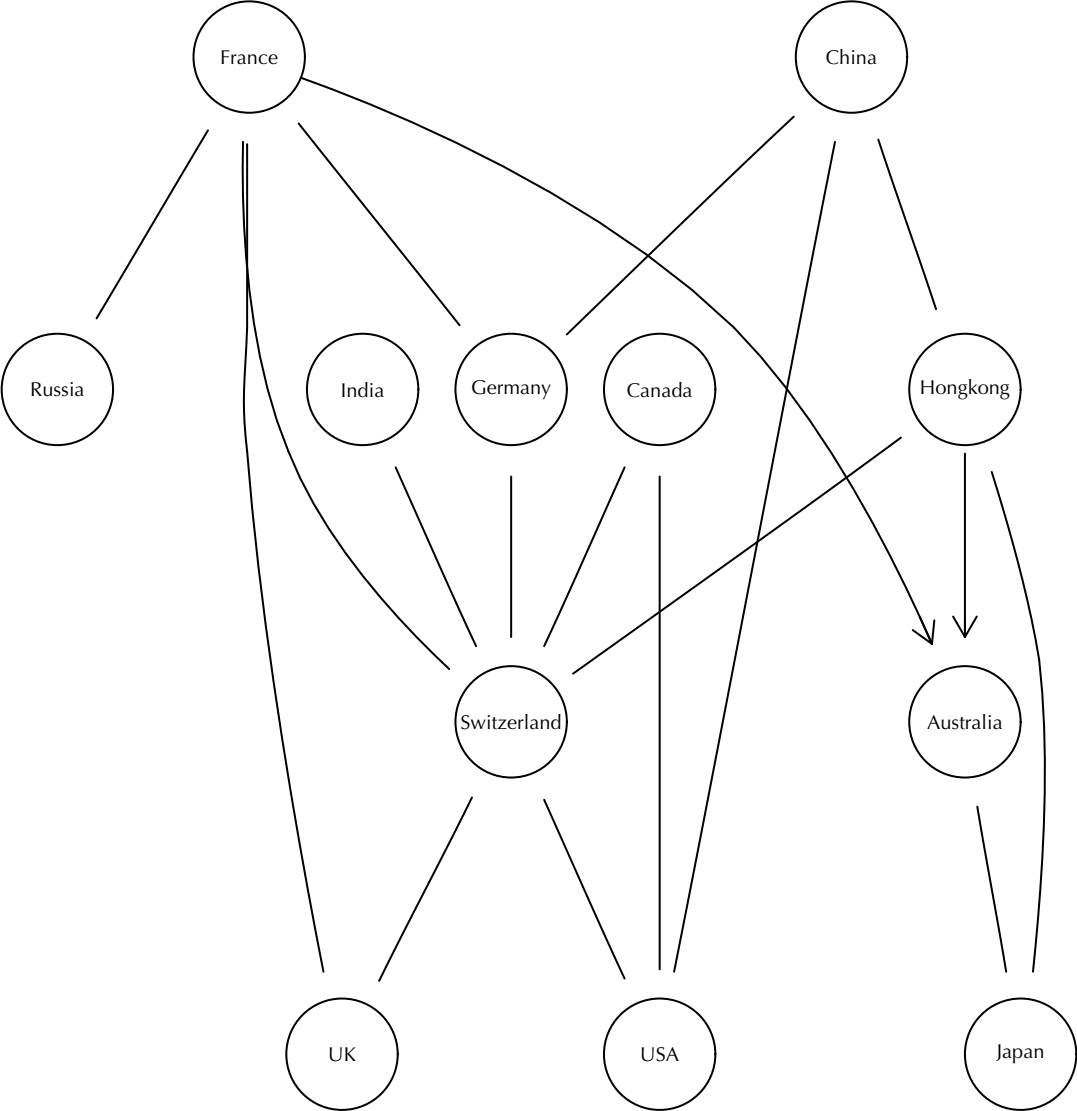 France
China
Russia
India
Germany
Canada
Hongkong
Switzerland
Australia
UK
USA
Japan